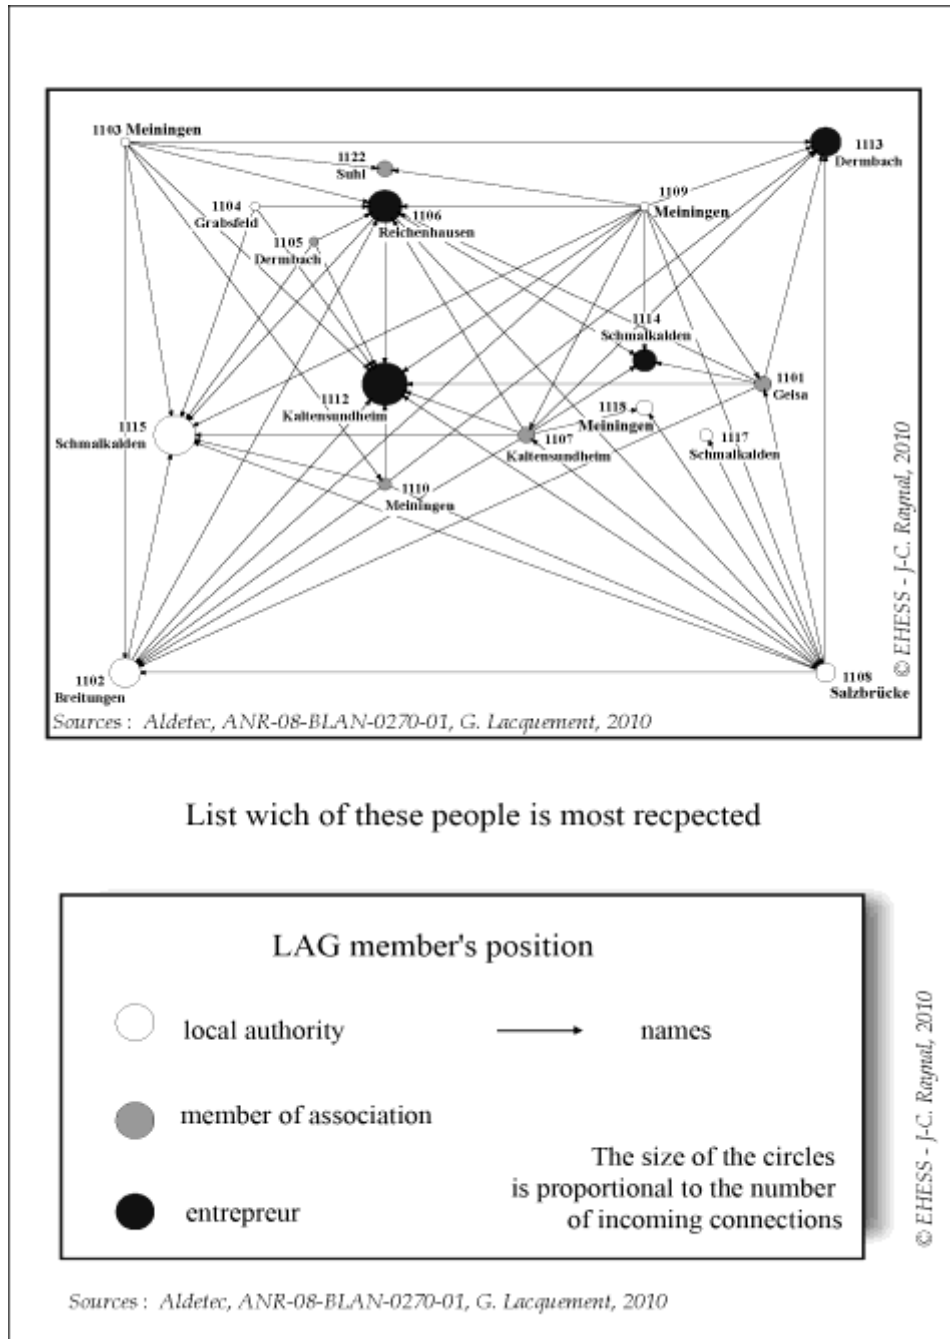 1103 Meiningen
1122
Suhl
1113
Dermbach
1104
Grabsfeld
1106
Reichenhausen
1109
Meiningen
1105
Dermbach
1114
Schmalkalden
1112
Kaltensundheim
1101
Geisa
1118
Meiningen
1115
Schmalkalden
1107
Kaltensundheim
1117
Schmalkalden
1110
Meiningen
1102
Breitungen
1108
Salzbrücke
© EHESS - J-C. Raynal, 2010
Sources : Aldetec, ANR-08-BLAN-0270-01, G. Lacquement, 2010
List wich of these people is most recpected
LAG member's position
local authority
names
member of association
entrepreur
The size of the circles
is proportional to the number
of incoming connections
© EHESS - J-C. Raynal, 2010
Sources : Aldetec, ANR-08-BLAN-0270-01, G. Lacquement, 2010